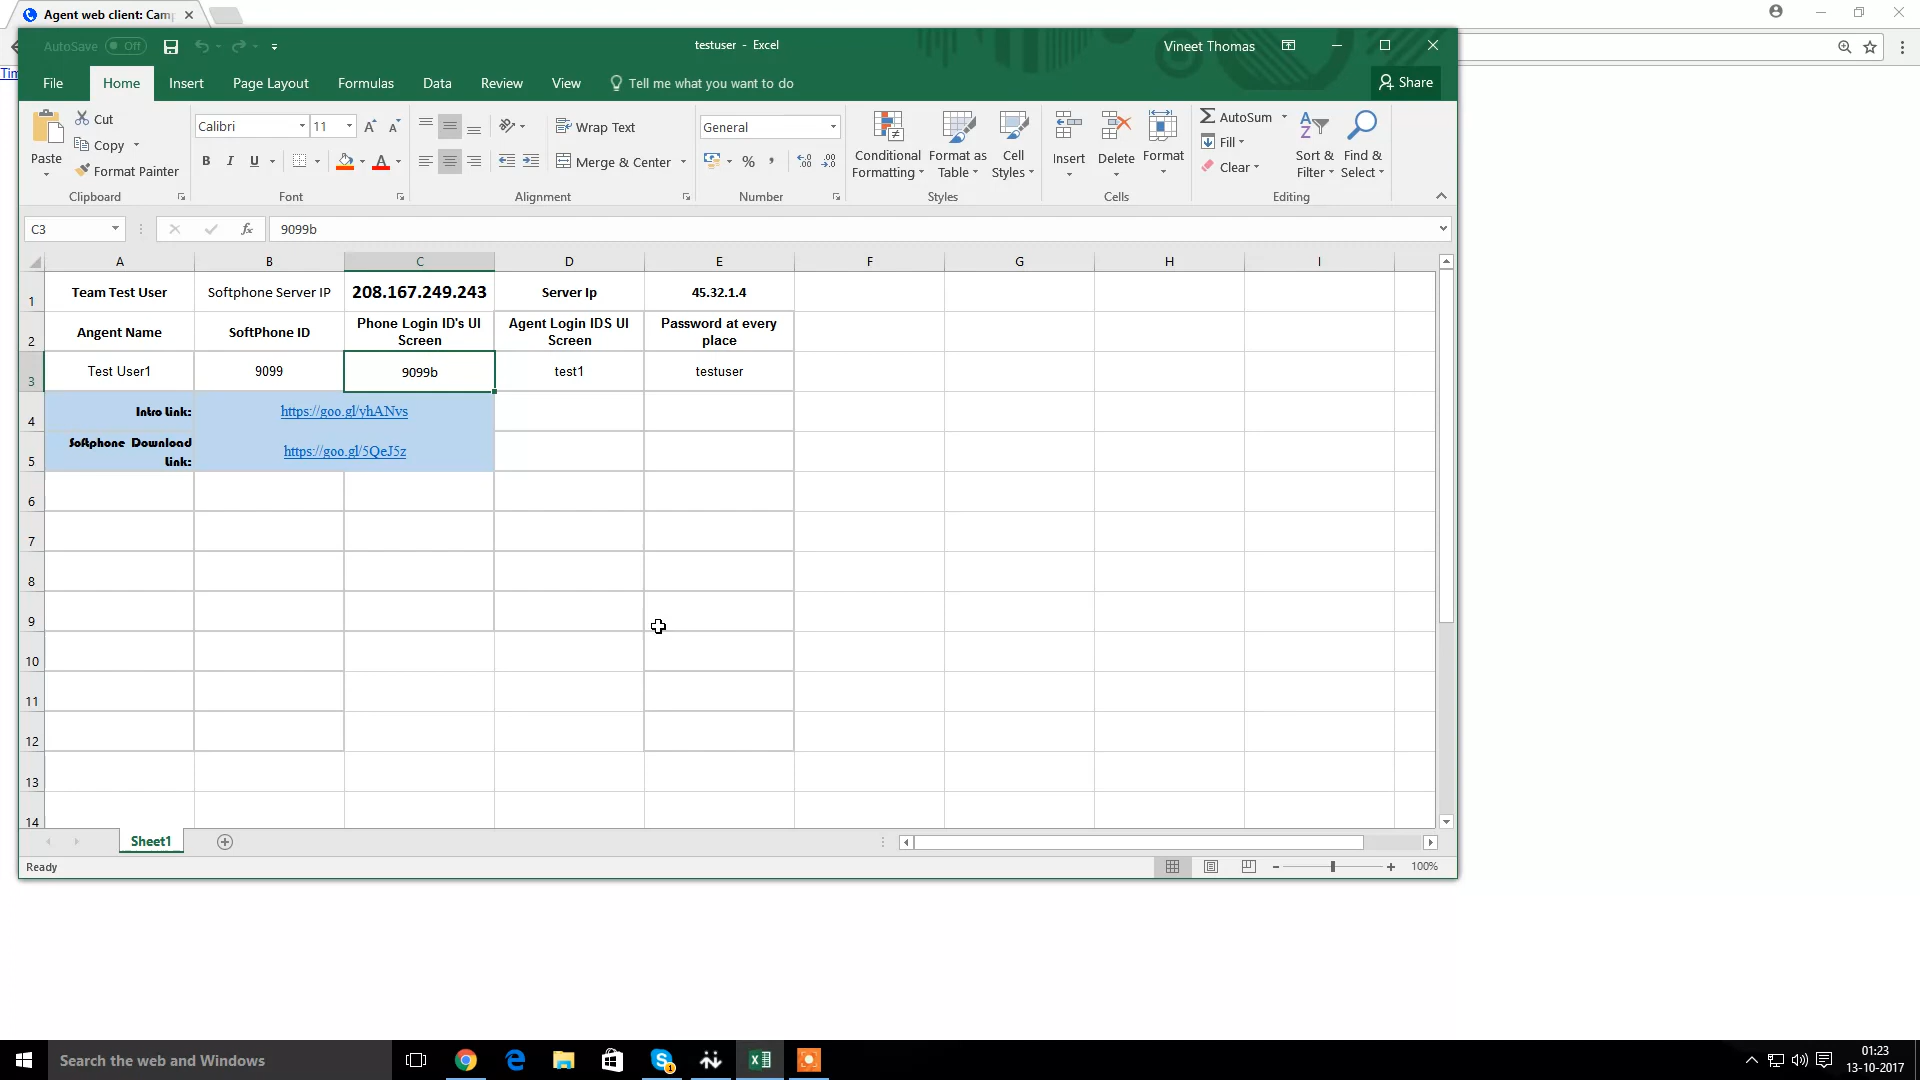 Agent web client: Camp
Tim
AutoSave Off
testuser - Excel
Vineet Thomas
File Home Insert Page Layout Formulas Data Review View Tell me what you want to do Share
Paste
Cut
Copy
Format Painter
Clipboard
Calibri 11
B I U
Font
Wrap Text
Merge & Center
Alignment
General
%
Number
Conditional Formatting
Format as Table
Cell Styles
Styles
Insert Delete Format
Cells
AutoSum
Fill
Clear
Sort & Filter
Find & Select
Editing
C3 fx 9099b
A B C D E F G H I
1 Team Test User Softphone Server IP 208.167.249.243 Server Ip 45.32.1.4
2 Angent Name SoftPhone ID Phone Login ID's UI Screen Agent Login IDS UI Screen Password at every place
3 Test User1 9099 9099b test1 testuser
4 Intro link: https://goo.gl/yhANvs
5 Softphone Download link: https://goo.gl/5QeJ5z
6
7
8
9
10
11
12
13
14
Sheet1
Ready
100%
Search the web and Windows
1
01:23
13-10-2017